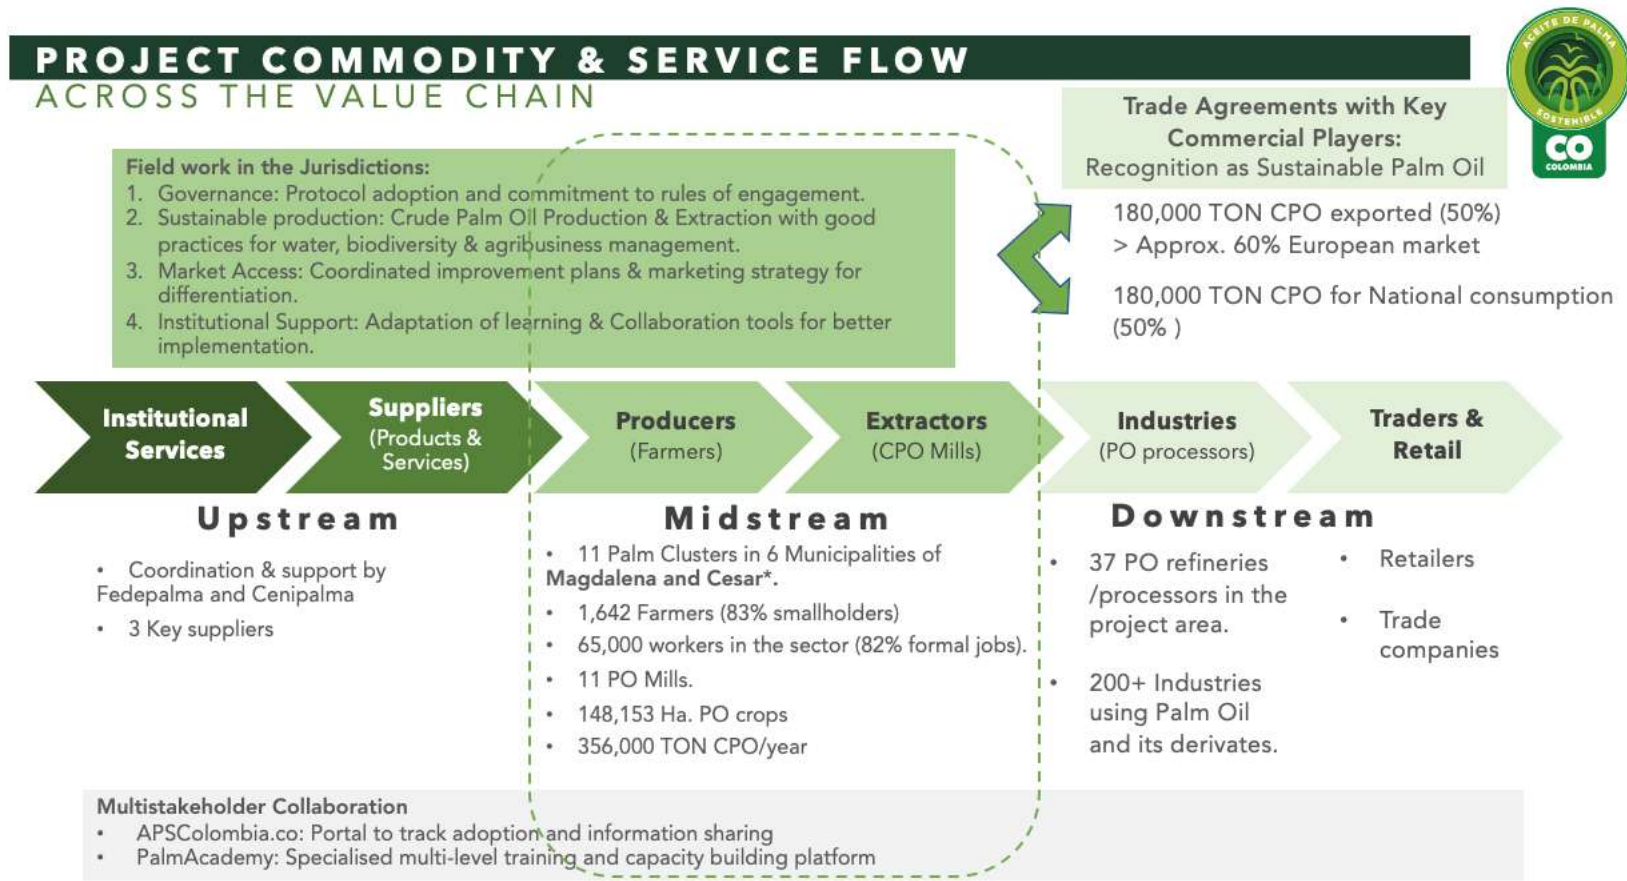 PROJECT COMMODITY & SERVICE FLOW
ACROSS THE VALUE CHAIN
ACEITE DE PALMA
SOSTENIBLE
CO
COLOMBIA
Trade Agreements with Key
Commercial Players:
Recognition as Sustainable Palm Oil
Field work in the Jurisdictions:
1. Governance: Protocol adoption and commitment to rules of engagement.
2. Sustainable production: Crude Palm Oil Production & Extraction with good
practices for water, biodiversity & agribusiness management.
3. Market Access: Coordinated improvement plans & marketing strategy for
differentiation.
4. Institutional Support: Adaptation of learning & Collaboration tools for better
implementation.
180,000 TON CPO exported (50%)
> Approx. 60% European market
180,000 TON CPO for National consumption
(50% )
Institutional
Services
Suppliers
(Products &
Services)
Producers
(Farmers)
Extractors
(CPO Mills)
Industries
(PO processors)
Traders &
Retail
Upstream
• Coordination & support by
Fedepalma and Cenipalma
• 3 Key suppliers
Midstream
• 11 Palm Clusters in 6 Municipalities of
Magdalena and Cesar*.
• 1,642 Farmers (83% smallholders)
• 65,000 workers in the sector (82% formal jobs).
• 11 PO Mills.
• 148,153 Ha. PO crops
• 356,000 TON CPO/year
Downstream
• 37 PO refineries
/processors in the
project area.
• 200+ Industries
using Palm Oil
and its derivates.
• Retailers
• Trade
companies
Multistakeholder Collaboration
• APSColombia.co: Portal to track adoption and information sharing
• PalmAcademy: Specialised multi-level training and capacity building platform